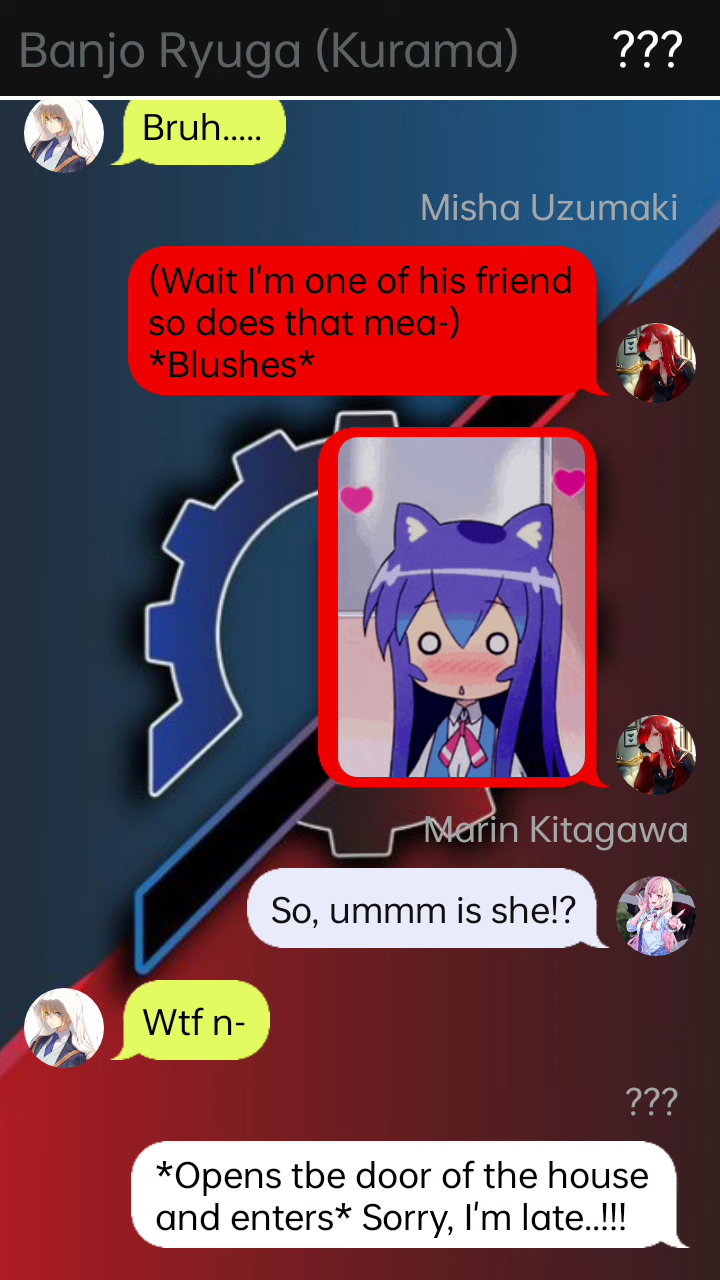 Banjo Ryuga (Kurama) ???
Bruh.....
Misha Uzumaki
(Wait I'm one of his friend
so does that mea-)
*Blushes*
Marin Kitagawa
So, ummm is she!?
Wtf n-
???
*Opens tbe door of the house
and enters* Sorry, I'm late..!!!